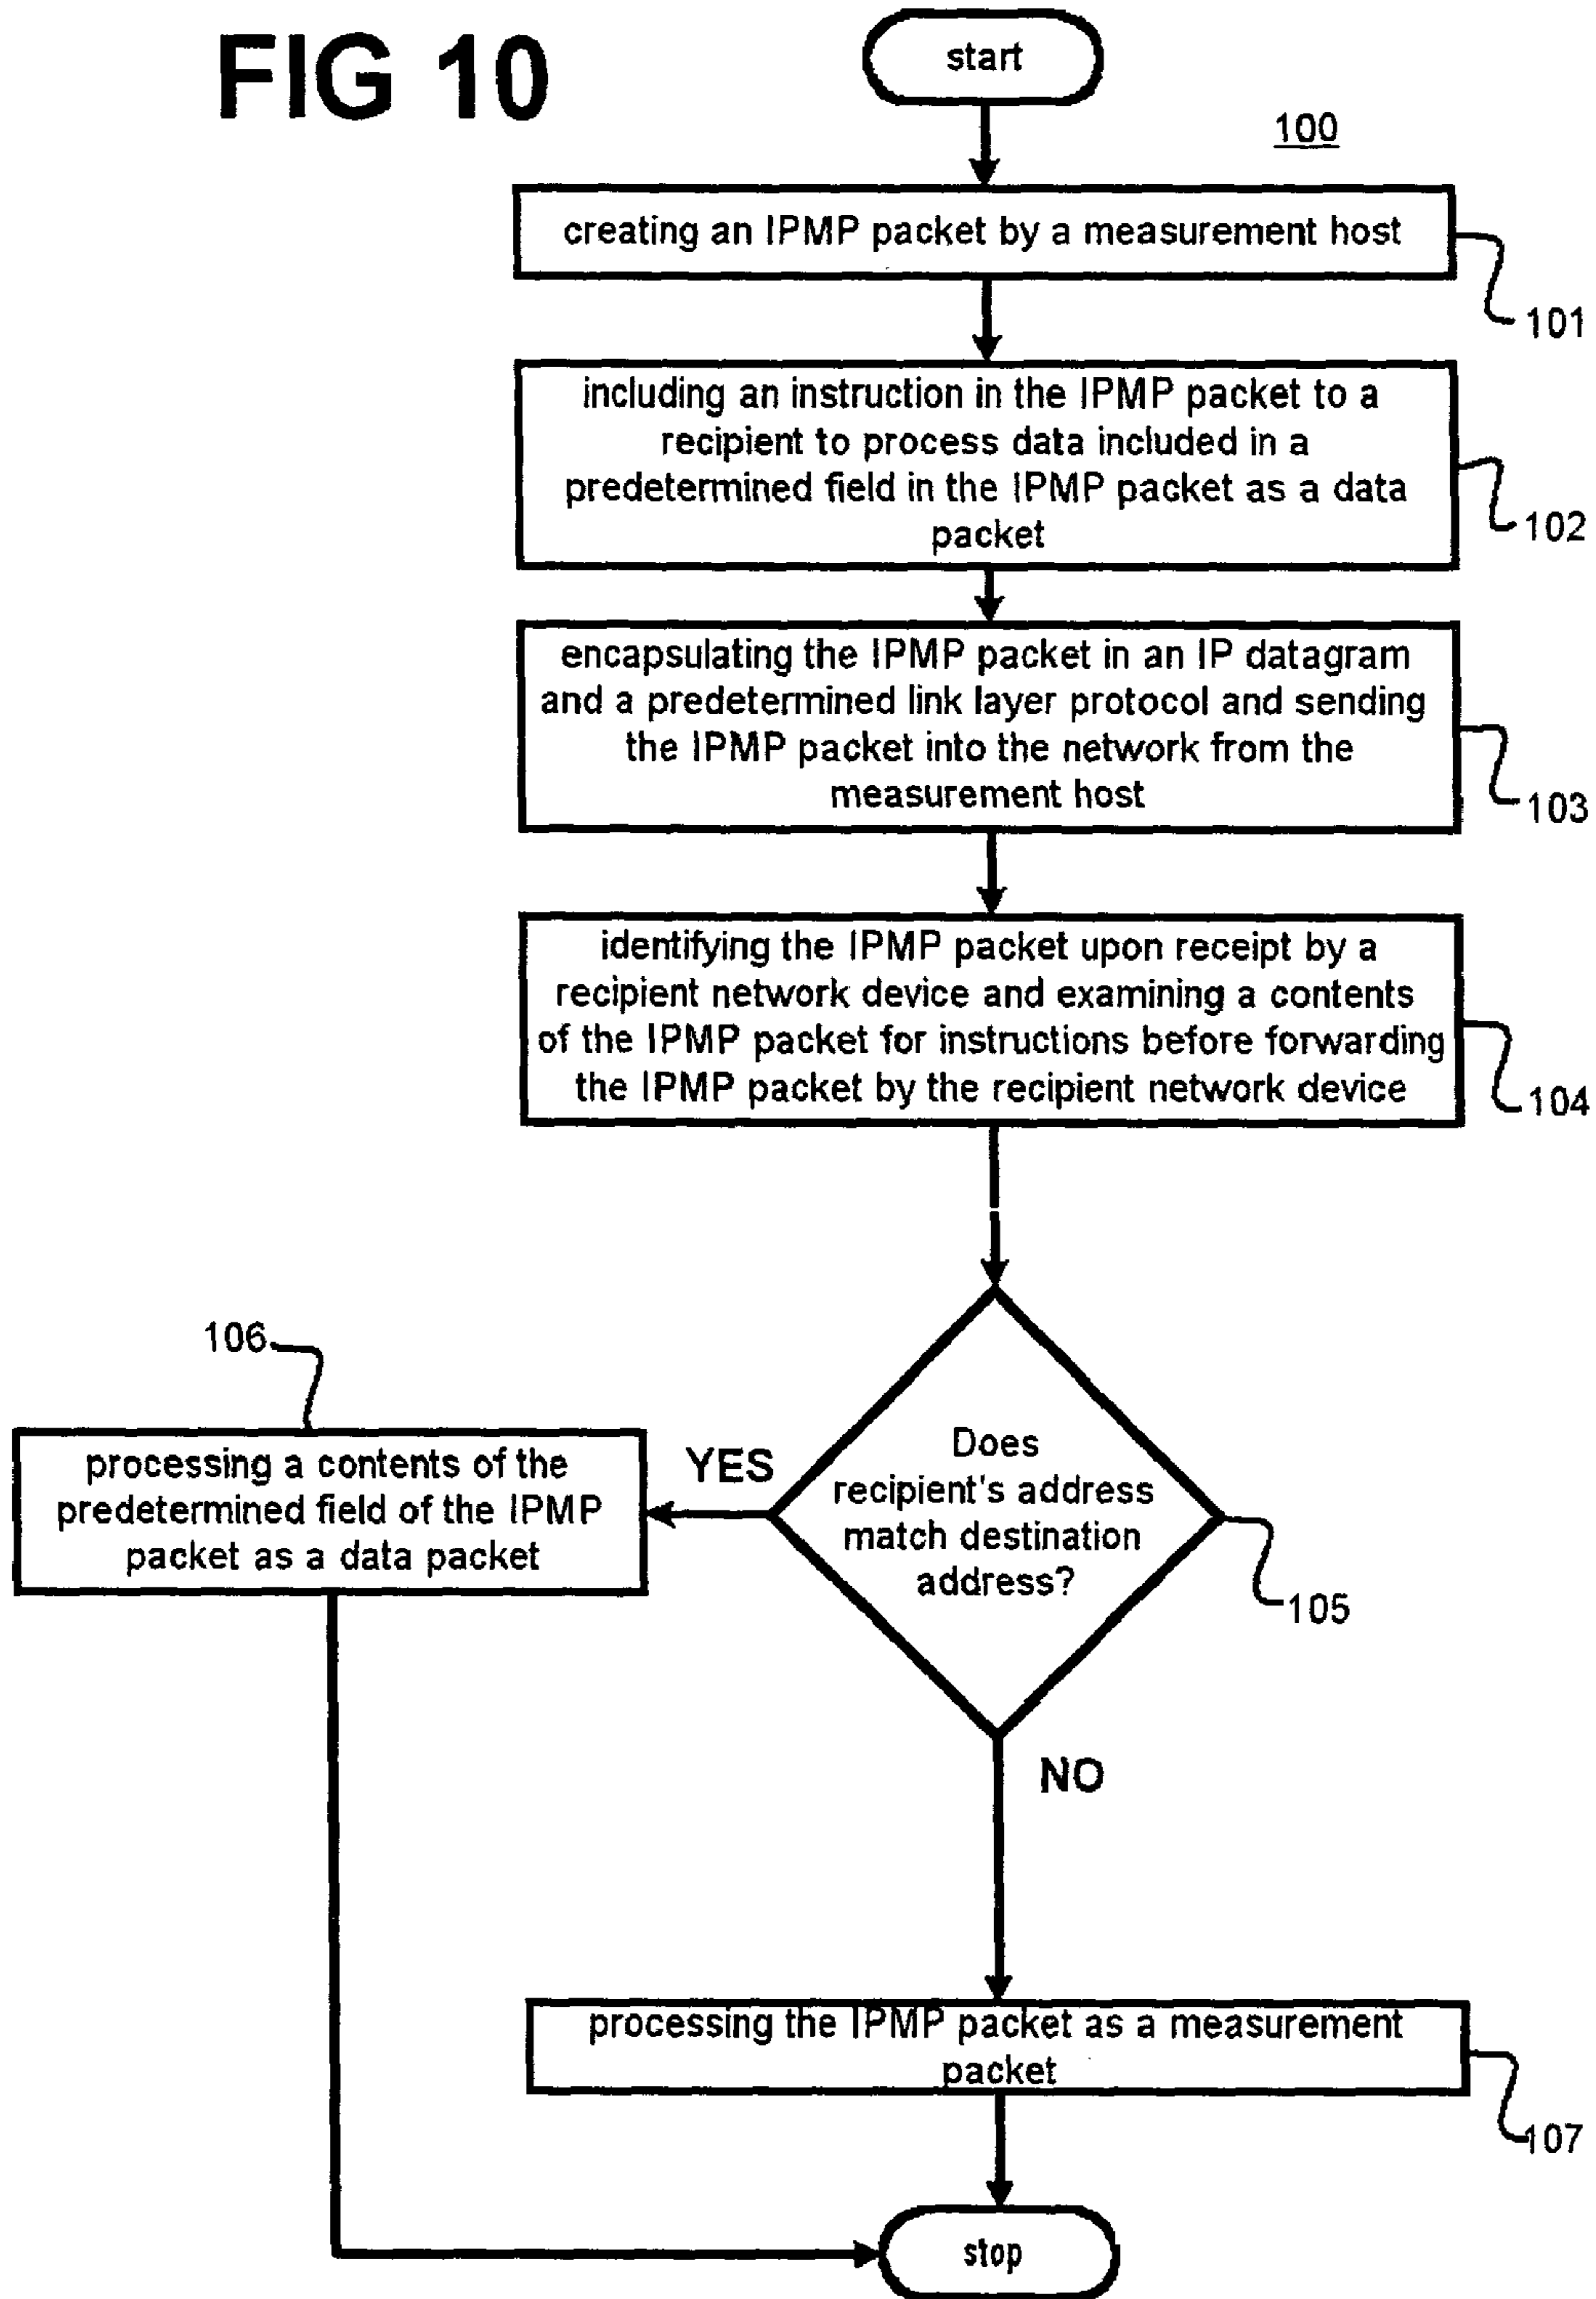 FIG 10
start
100
creating an IPMP packet by a measurement host
101
including an instruction in the IPMP packet to a
recipient to process data included in a
predetermined field in the IPMP packet as a data
packet
102
encapsulating the IPMP packet in an IP datagram
and a predetermined link layer protocol and sending
the IPMP packet into the network from the
measurement host
103
identifying the IPMP packet upon receipt by a
recipient network device and examining a contents
of the IPMP packet for instructions before forwarding
the IPMP packet by the recipient network device
104
Does
recipient's address
match destination
address?
105
YES
106
processing a contents of the
predetermined field of the IPMP
packet as a data packet
NO
processing the IPMP packet as a measurement
packet
107
stop